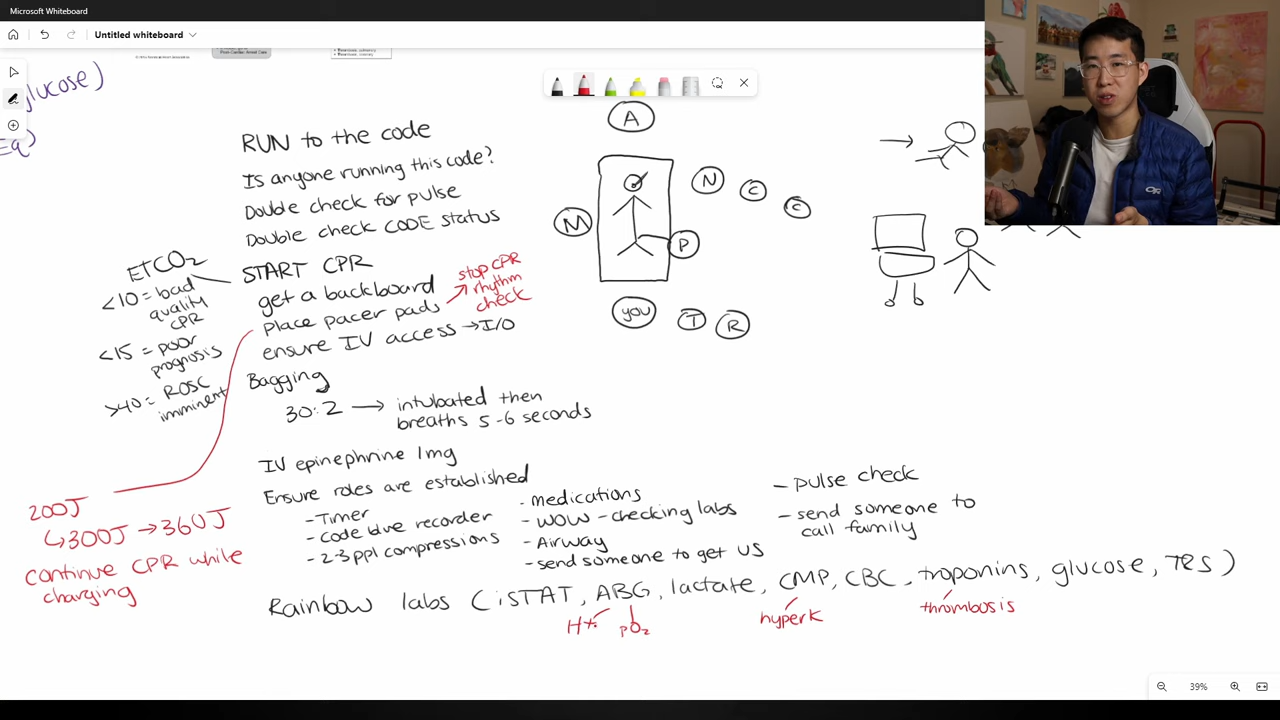 Microsoft Whiteboard
Untitled whiteboard
glucose)
Eq)
RUN to the code
Is anyone running this code?
Double check for pulse
Double check CODE status
START CPR
get a backboard
place pacer pads
ensure IV access → I/O
stop CPR
rhythm
check
ETCO2
<10 = bad
quality
CPR
<15 = poor
prognosis
>40 = ROSC
imminent
Bagging
30:2 → intubated then
breaths 5-6 seconds
IV epinephrine 1mg
Ensure roles are established
- Timer
- Code blue recorder
- 2-3 ppl compressions
- medications
- WOW - checking labs
- Airway
- send someone to get US
- pulse check
- send someone to
call family
200J
↳ 300J → 360J
continue CPR while
charging
Rainbow labs (iSTAT, ABG, lactate, CMP, CBC, troponins, glucose, T&S)
H+
pO2
hyperk
thrombosis
A
N
C
C
M
P
you
T
R
39%